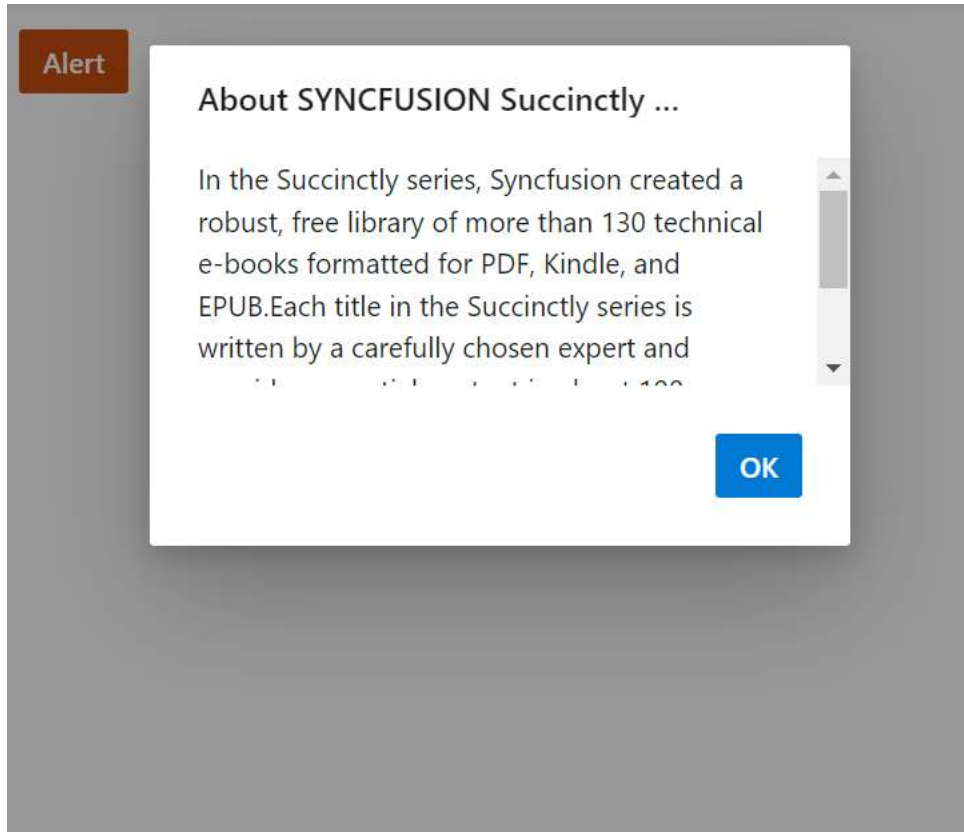 Alert
About SYNCFUSION Succinctly ...
In the Succinctly series, Syncfusion created a
robust, free library of more than 130 technical
e-books formatted for PDF, Kindle, and
EPUB.Each title in the Succinctly series is
written by a carefully chosen expert and
OK